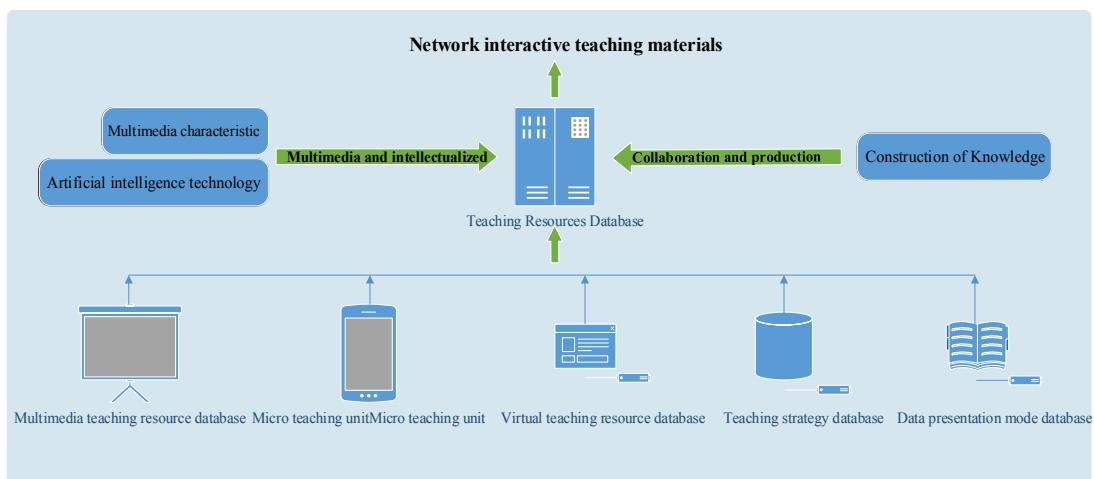 Network interactive teaching materials
Multimedia characteristic
Artificial intelligence technology
Multimedia and intellectualized
Collaboration and production
Construction of Knowledge
Teaching Resources Database
Multimedia teaching resource database
Micro teaching unitMicro teaching unit
Virtual teaching resource database
Teaching strategy database
Data presentation mode database